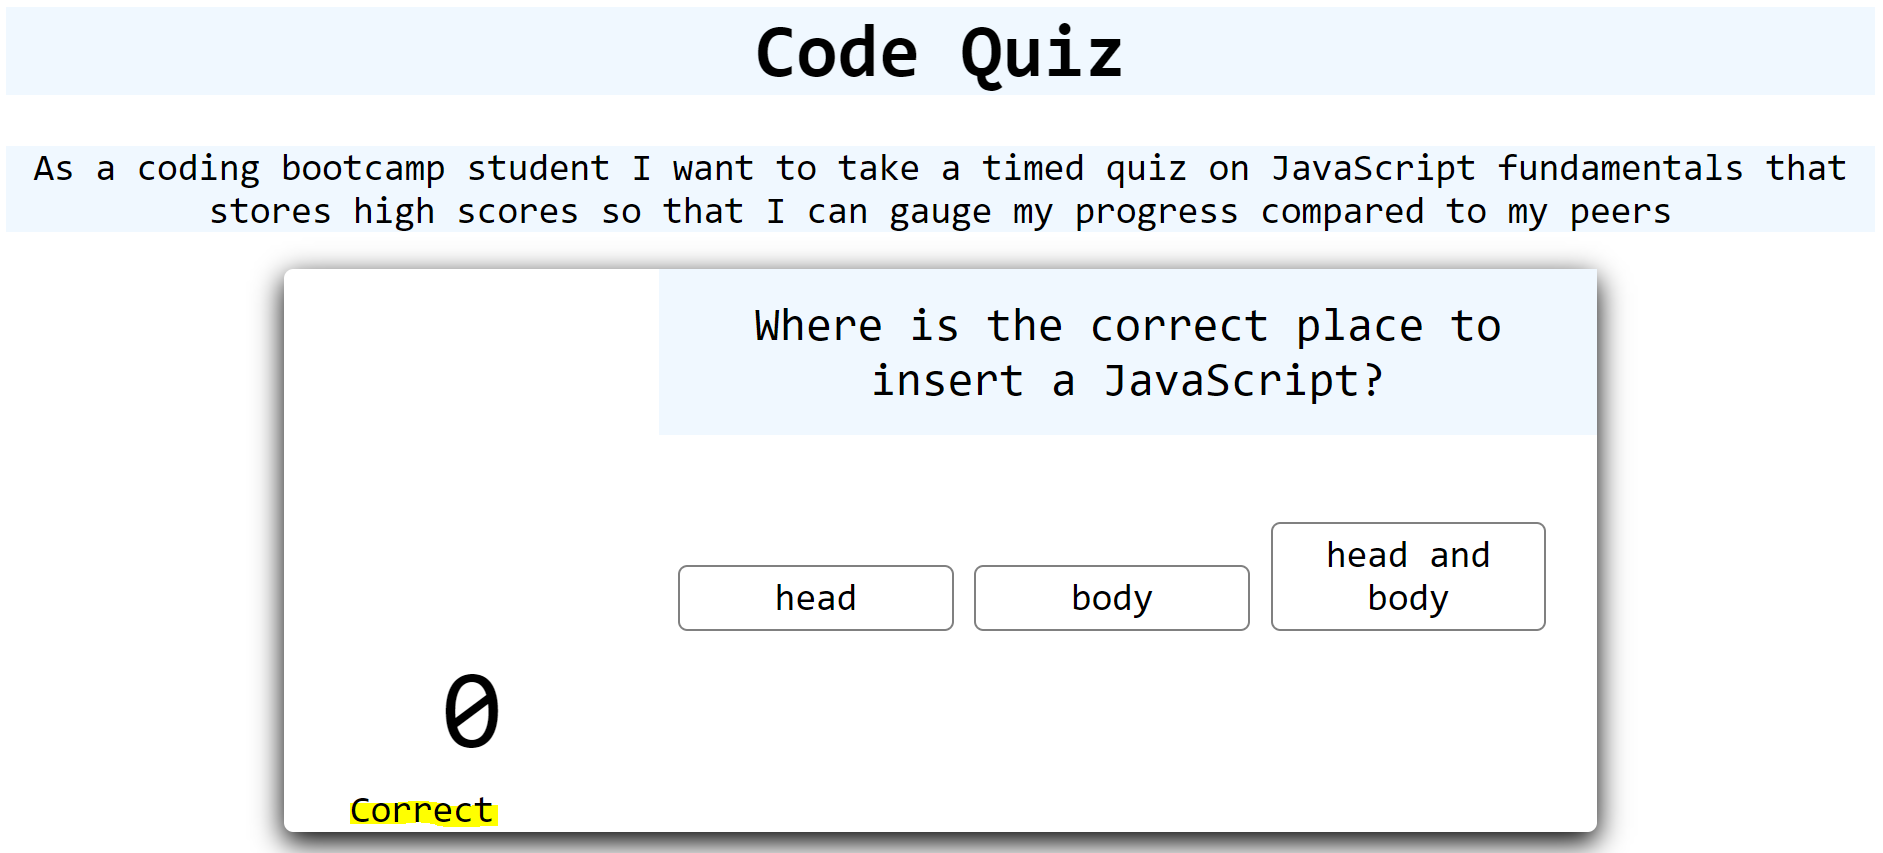 Code Quiz
As a coding bootcamp student I want to take a timed quiz on JavaScript fundamentals that
stores high scores so that I can gauge my progress compared to my peers
Where is the correct place to
insert a JavaScript?
head
body
head and
body
0
Correct